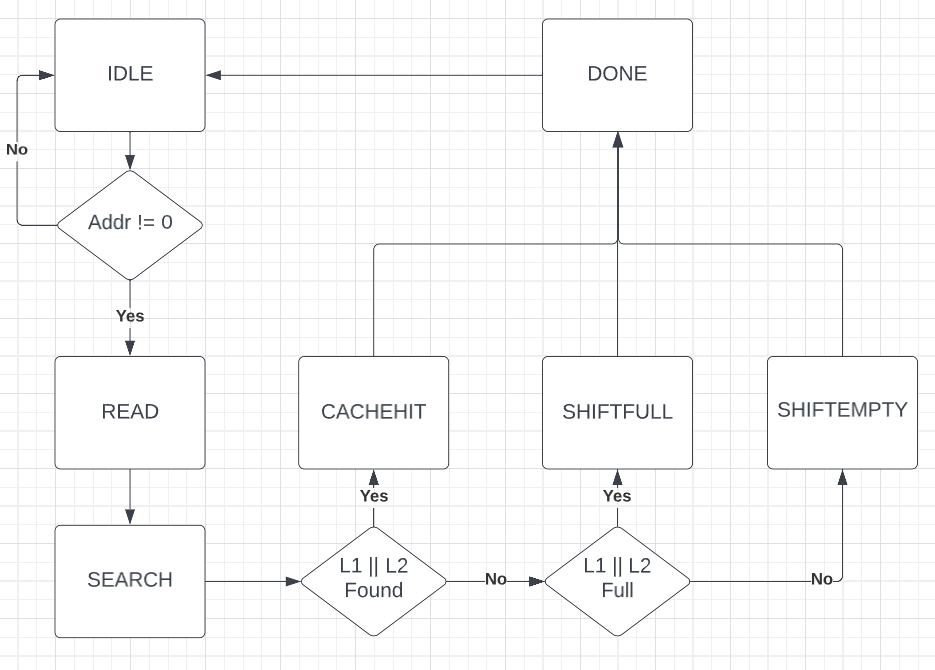 IDLE
DONE
No
Addr != 0
Yes
READ
CACHEHIT
SHIFTFULL
SHIFTEMPTY
Yes
Yes
SEARCH
L1 || L2
Found
No
L1 || L2
Full
No